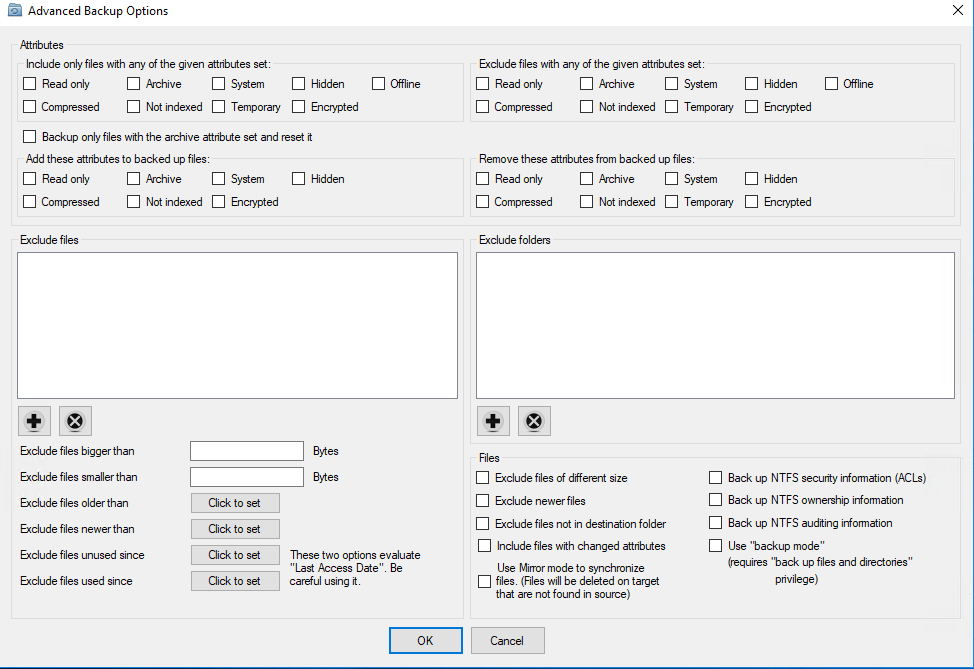 Advanced Backup Options
Attributes
Include only files with any of the given attributes set:
Read only Archive System Hidden Offline
Compressed Not indexed Temporary Encrypted
Exclude files with any of the given attributes set:
Read only Archive System Hidden Offline
Compressed Not indexed Temporary Encrypted
Backup only files with the archive attribute set and reset it
Add these attributes to backed up files:
Read only Archive System Hidden
Compressed Not indexed Encrypted
Remove these attributes from backed up files:
Read only Archive System Hidden
Compressed Not indexed Temporary Encrypted
Exclude files
Exclude files bigger than Bytes
Exclude files smaller than Bytes
Exclude files older than Click to set
Exclude files newer than Click to set
Exclude files unused since Click to set
Exclude files used since Click to set
These two options evaluate
"Last Access Date". Be
careful using it.
Exclude folders
Files
Exclude files of different size
Exclude newer files
Exclude files not in destination folder
Include files with changed attributes
Use Mirror mode to synchronize
files. (Files will be deleted on target
that are not found in source)
Back up NTFS security information (ACLs)
Back up NTFS ownership information
Back up NTFS auditing information
Use "backup mode"
(requires "back up files and directories"
privilege)
OK Cancel